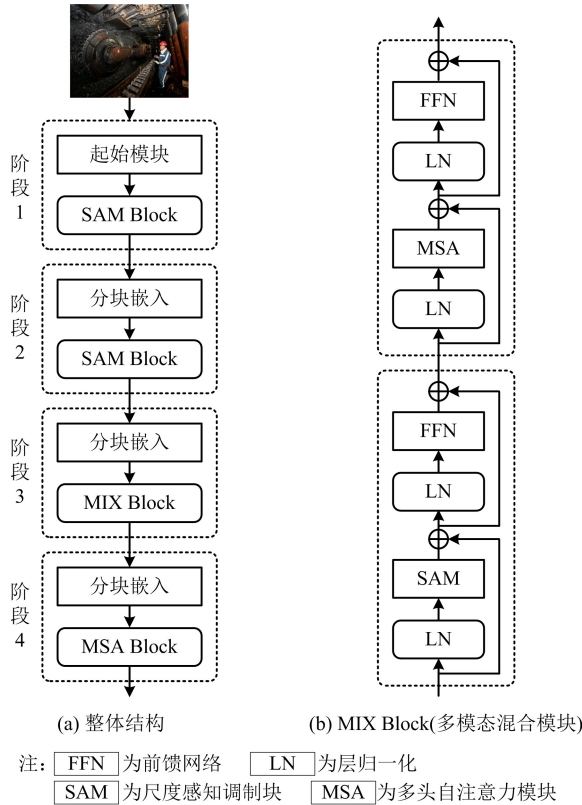 阶段1
起始模块
SAM Block
阶段2
分块嵌入
SAM Block
阶段3
分块嵌入
MIX Block
阶段4
分块嵌入
MSA Block
(a) 整体结构
FFN
LN
MSA
LN
FFN
LN
SAM
LN
(b) MIX Block(多模态混合模块)
注: FFN 为前馈网络 LN 为层归一化
SAM 为尺度感知调制块 MSA 为多头自注意力模块